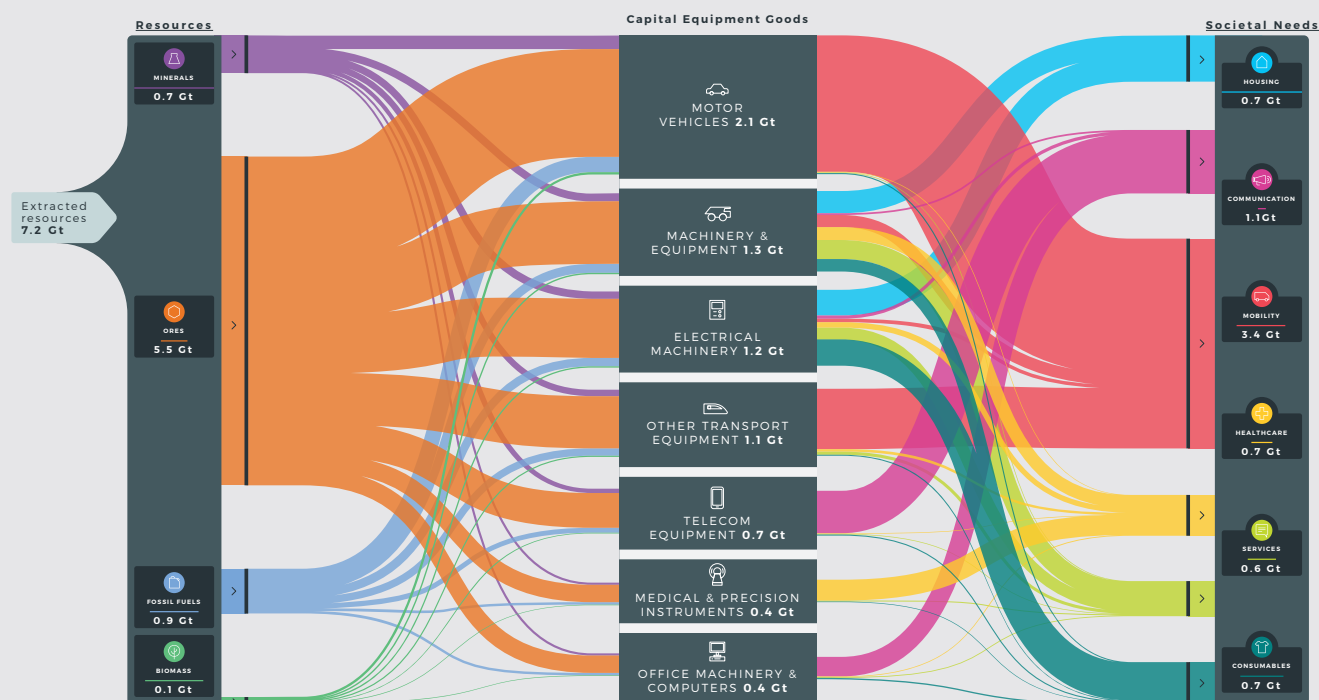 Resources
Capital Equipment Goods
Societal Needs
Extracted
resources
7.2 Gt
MINERALS
0.7 Gt
ORES
5.5 Gt
FOSSIL FUELS
0.9 Gt
BIOMASS
0.1 Gt
MOTOR
VEHICLES 2.1 Gt
MACHINERY &
EQUIPMENT 1.3 Gt
ELECTRICAL
MACHINERY 1.2 Gt
OTHER TRANSPORT
EQUIPMENT 1.1 Gt
TELECOM
EQUIPMENT 0.7 Gt
MEDICAL & PRECISION
INSTRUMENTS 0.4 Gt
OFFICE MACHINERY &
COMPUTERS 0.4 Gt
HOUSING
0.7 Gt
COMMUNICATION
1.1Gt
MOBILITY
3.4 Gt
HEALTHCARE
0.7 Gt
SERVICES
0.6 Gt
CONSUMABLES
0.7 Gt